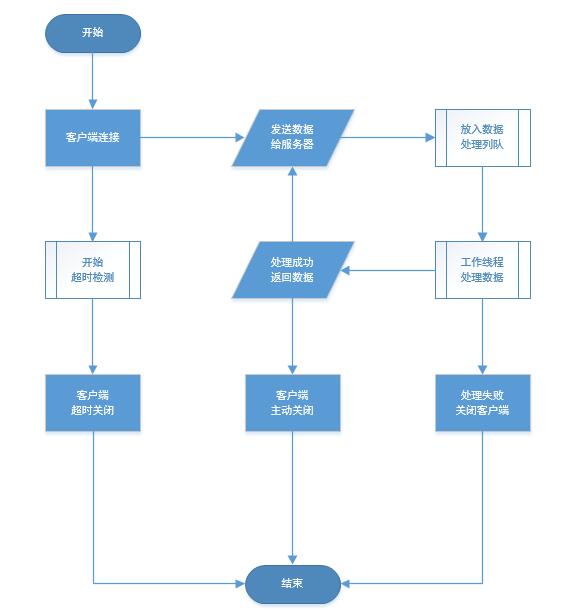 开始
客户端连接
发送数据
给服务器
放入数据
处理列队
开始
超时检测
处理成功
返回数据
工作线程
处理数据
客户端
超时关闭
客户端
主动关闭
处理失败
关闭客户端
结束